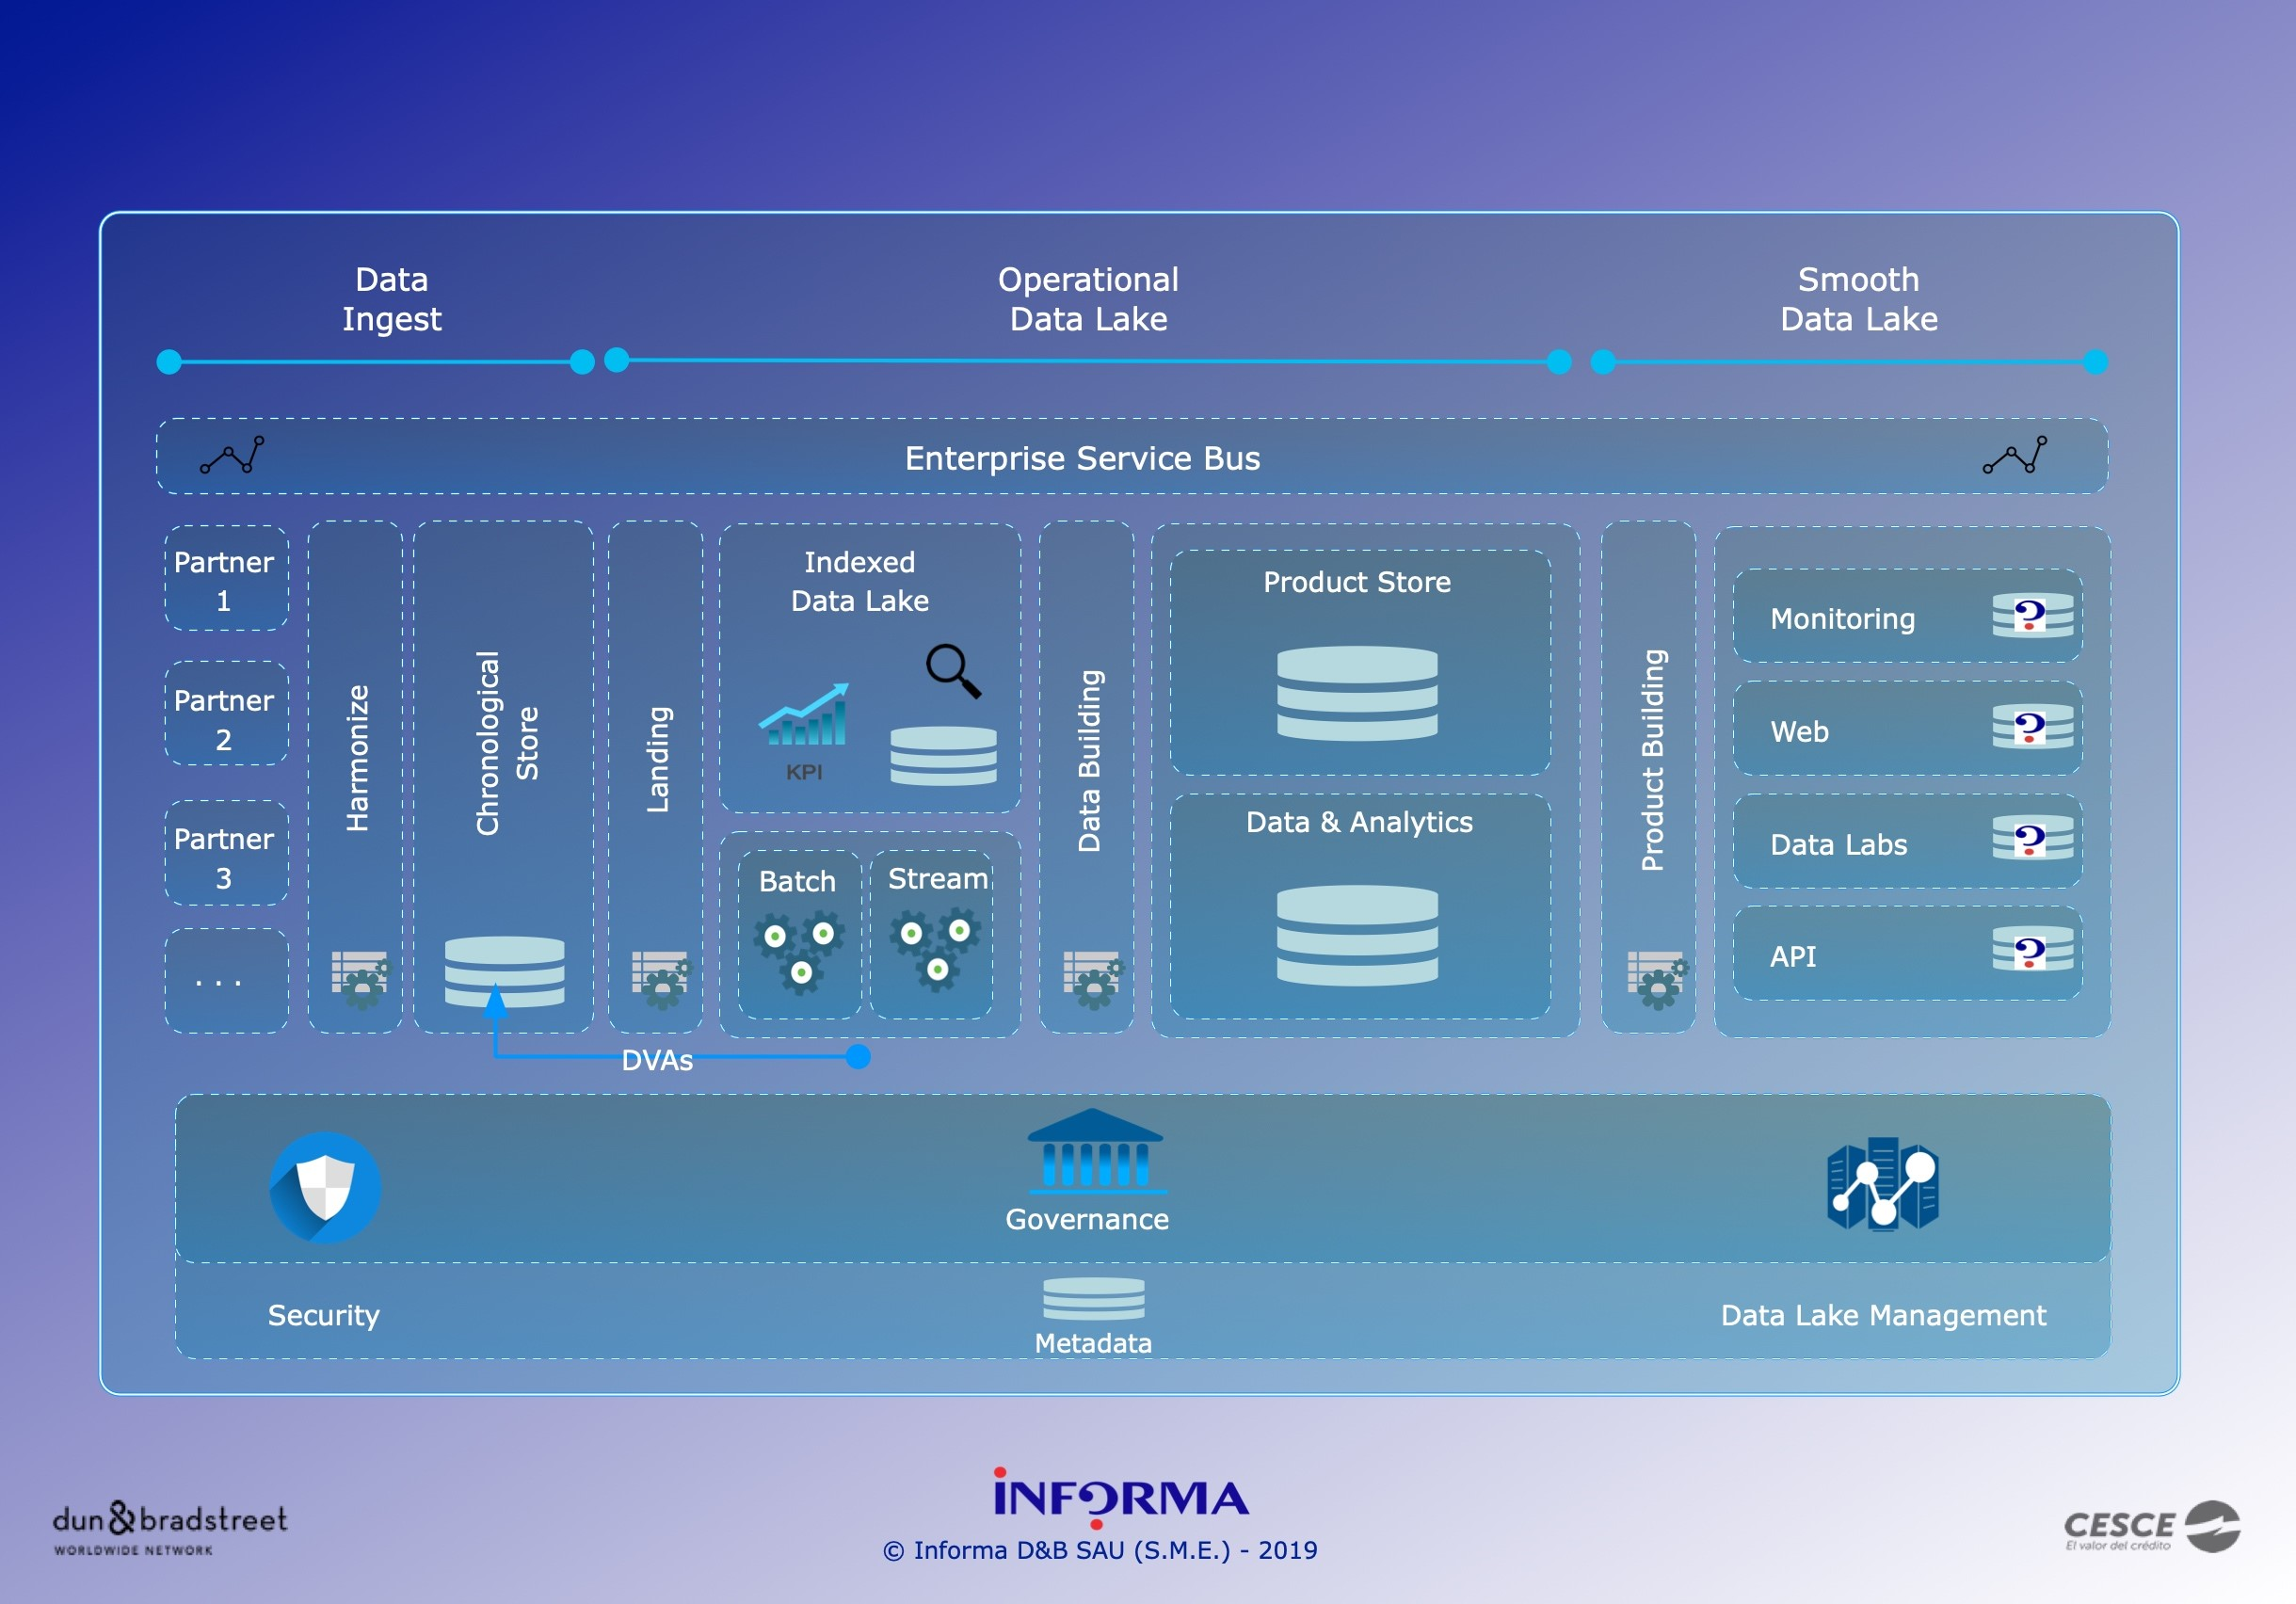 Data
Ingest
Operational
Data Lake
Smooth
Data Lake
Enterprise Service Bus
Partner
1
Partner
2
Partner
3
...
Harmonize
Chronological
Store
Landing
Indexed
Data Lake
KPI
Batch
Stream
DVAs
Data Building
Product Store
Data & Analytics
Product Building
Monitoring
Web
Data Labs
API
Governance
Security
Metadata
Data Lake Management
dun&bradstreet
WORLDWIDE NETWORK
INFORMA
© Informa D&B SAU (S.M.E.) - 2019
CESCE
El valor del crédito